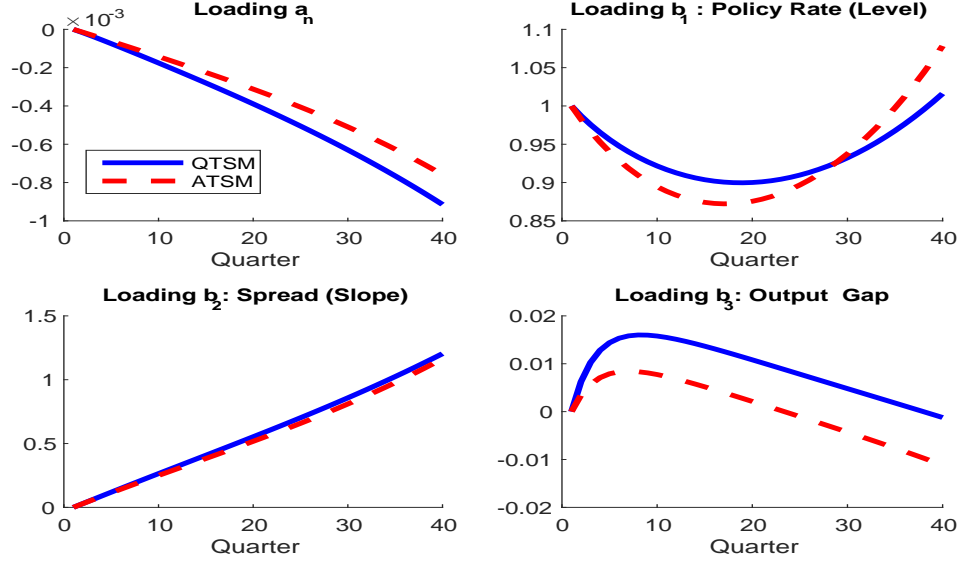 Loading a_n
×10^-3
0
-0.2
-0.4
-0.6
-0.8
-1
0 10 20 30 40
Quarter
QTSM
ATSM
Loading b_1 : Policy Rate (Level)
1.1
1.05
1
0.95
0.9
0.85
0 10 20 30 40
Quarter
Loading b_2: Spread (Slope)
1.5
1
0.5
0
0 10 20 30 40
Quarter
Loading b_3: Output Gap
0.02
0.01
0
-0.01
-0.02
0 10 20 30 40
Quarter